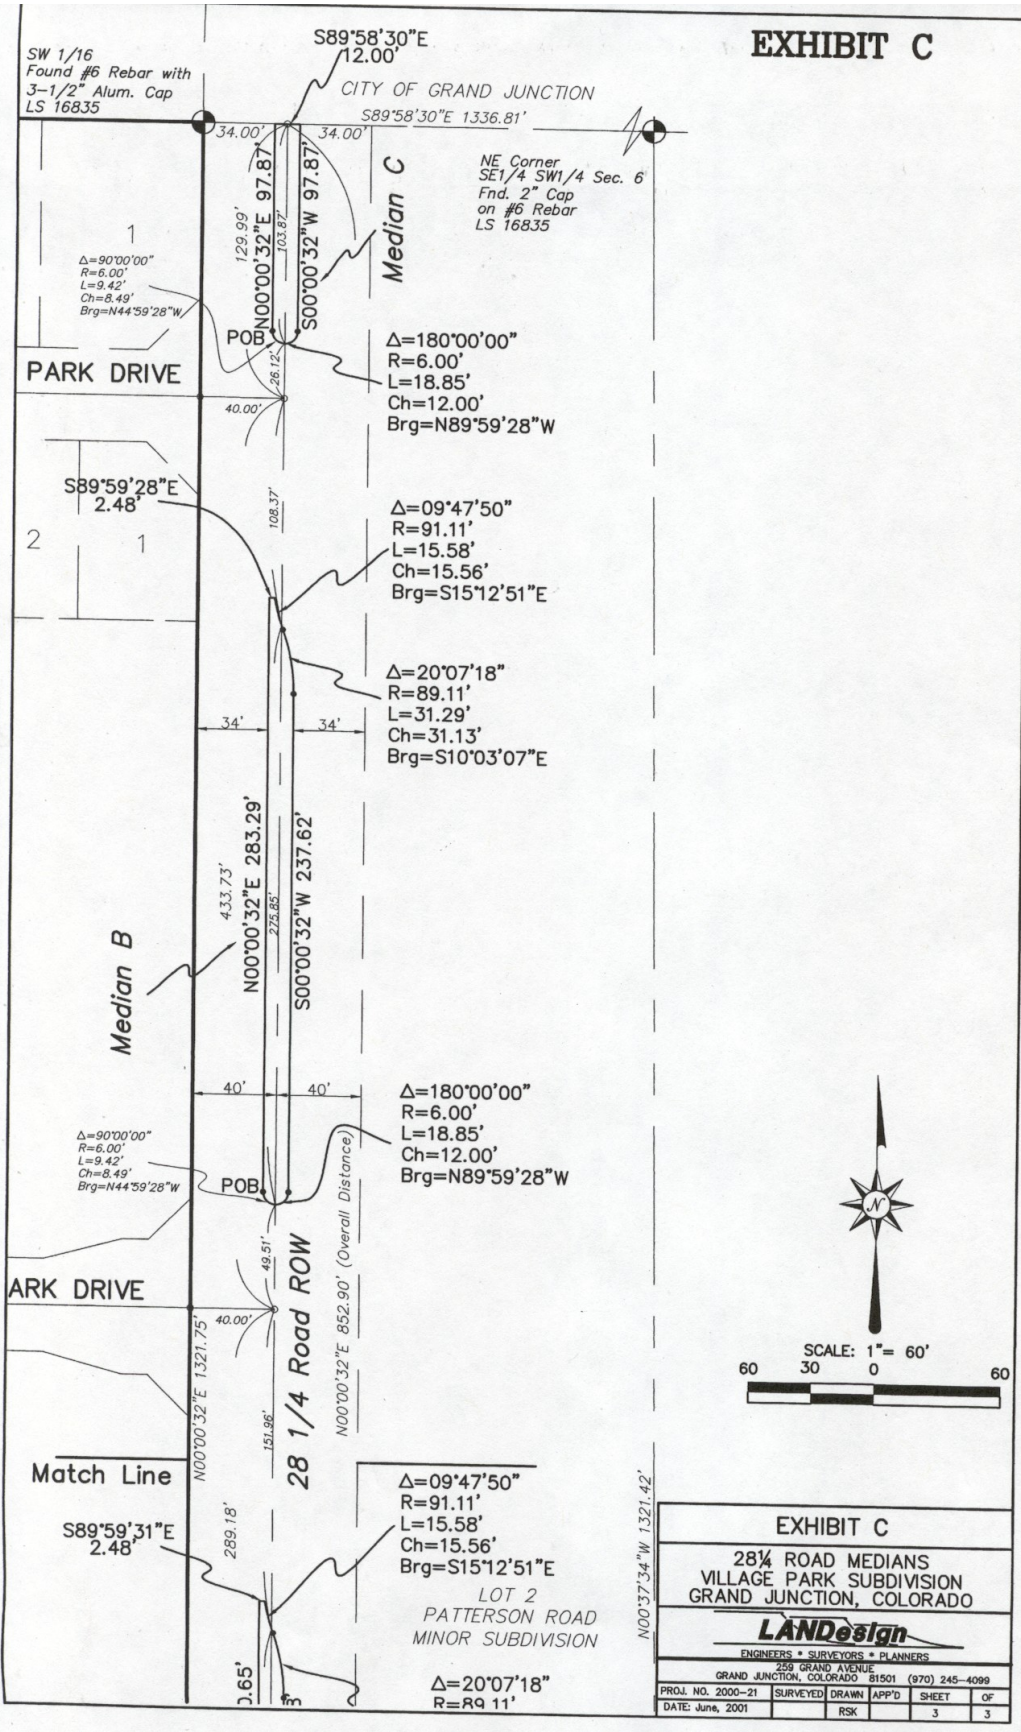 EXHIBIT C
S89°58'30"E
12.00'
SW 1/16
Found #6 Rebar with
3-1/2" Alum. Cap
LS 16835
CITY OF GRAND JUNCTION
S89°58'30"E 1336.81'
34.00'
34.00'
NE Corner
SE1/4 SW1/4 Sec. 6
Fnd. 2" Cap
on #6 Rebar
LS 16835
129.99'
N00°00'32"E 97.87'
103.87'
S00°00'32"W 97.87'
Median C
1
Δ=90°00'00"
R=6.00'
L=9.42'
Ch=8.49'
Brg=N44°59'28"W
POB
Δ=180°00'00"
R=6.00'
L=18.85'
Ch=12.00'
Brg=N89°59'28"W
PARK DRIVE
26.12'
40.00'
S89°59'28"E
2.48'
108.37'
2
1
Δ=09°47'50"
R=91.11'
L=15.58'
Ch=15.56'
Brg=S15°12'51"E
Δ=20°07'18"
R=89.11'
L=31.29'
Ch=31.13'
Brg=S10°03'07"E
34'
34'
Median B
433.73'
N00°00'32"E 283.29'
275.85'
S00°00'32"W 237.62'
40'
40'
Δ=180°00'00"
R=6.00'
L=18.85'
Ch=12.00'
Brg=N89°59'28"W
Δ=90°00'00"
R=6.00'
L=9.42'
Ch=8.49'
Brg=N44°59'28"W
POB
49.51'
ARK DRIVE
40.00'
N00°00'32"E 1321.75'
151.96'
28 1/4 Road ROW
N00°00'32"E 852.90' (Overall Distance)
N
SCALE: 1"= 60'
60 30 0 60
Match Line
S89°59'31"E
2.48'
289.18'
Δ=09°47'50"
R=91.11'
L=15.58'
Ch=15.56'
Brg=S15°12'51"E
LOT 2
PATTERSON ROAD
MINOR SUBDIVISION
Δ=20°07'18"
R=89.11'
0.65'
N00°37'34"W 1321.42'
EXHIBIT C
28¼ ROAD MEDIANS
VILLAGE PARK SUBDIVISION
GRAND JUNCTION, COLORADO
LANDesign
ENGINEERS * SURVEYORS * PLANNERS
259 GRAND AVENUE
GRAND JUNCTION, COLORADO 81501 (970) 245-4099
PROJ. NO. 2000-21 SURVEYED DRAWN APP'D SHEET OF
DATE: June, 2001 RSK 3 3